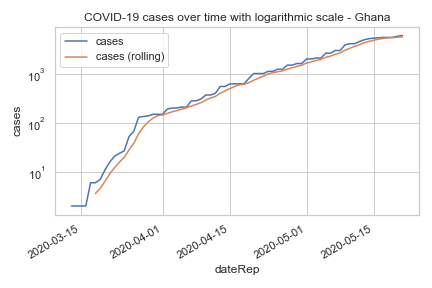 COVID-19 cases over time with logarithmic scale - Ghana
cases
cases (rolling)
10³
10²
10¹
cases
2020-03-15
2020-04-01
2020-04-15
2020-05-01
2020-05-15
dateRep